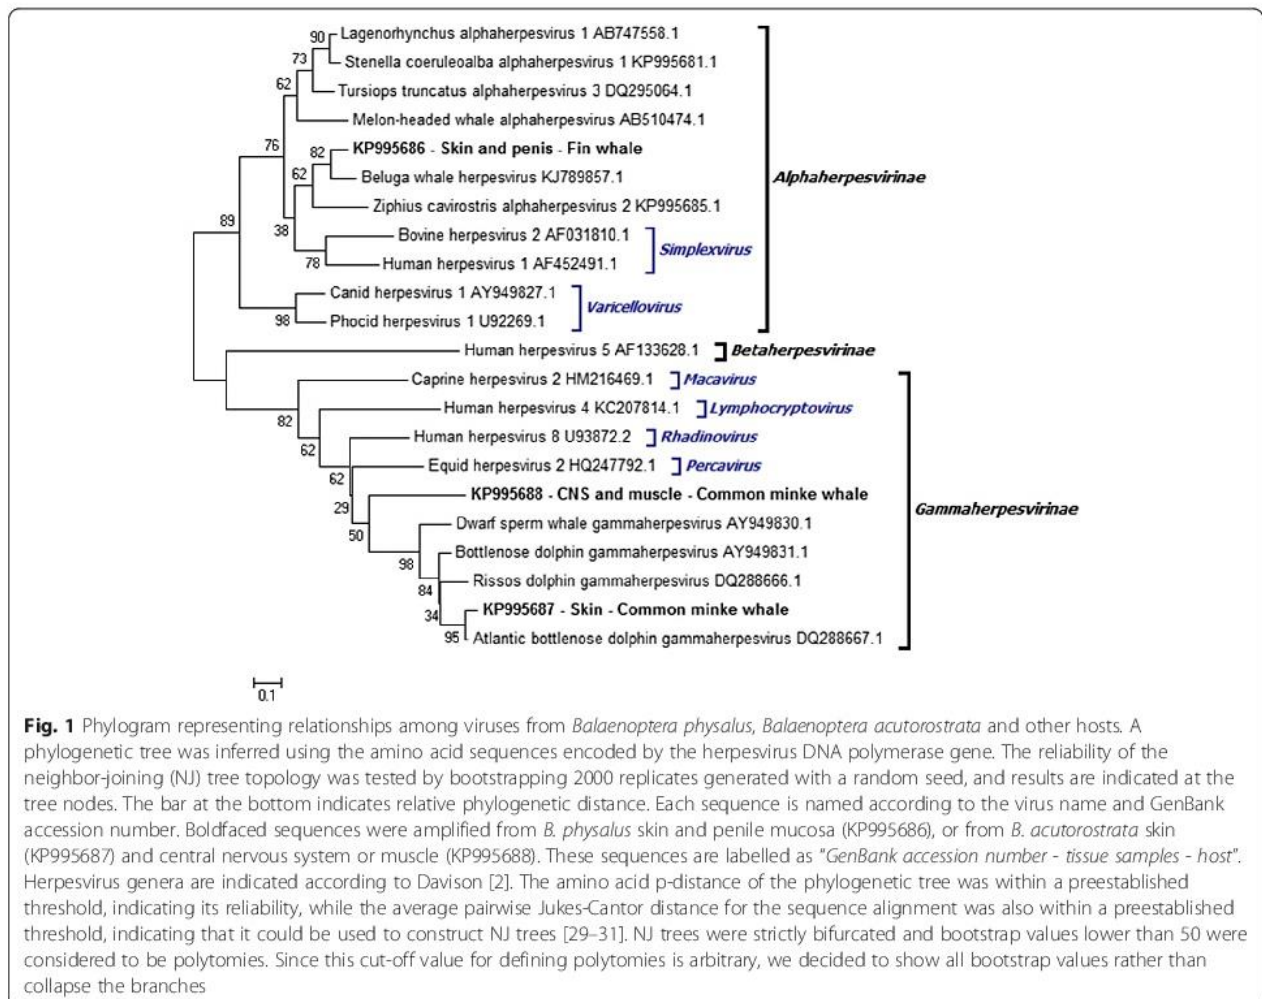 90 Lagenorhynchus alphaherpesvirus 1 AB747558.1
73 Stenella coeruleoalba alphaherpesvirus 1 KP995681.1
62 Tursiops truncatus alphaherpesvirus 3 DQ295064.1
Melon-headed whale alphaherpesvirus AB510474.1
76 82 KP995686 - Skin and penis - Fin whale
62 Beluga whale herpesvirus KJ789857.1 Alphaherpesvirinae
Ziphius cavirostris alphaherpesvirus 2 KP995685.1
89 38 Bovine herpesvirus 2 AF031810.1
Simplexvirus
78 Human herpesvirus 1 AF452491.1
Canid herpesvirus 1 AY949827.1
Varicellovirus
98 Phocid herpesvirus 1 U92269.1
Human herpesvirus 5 AF133628.1 Betaherpesvirinae
Caprine herpesvirus 2 HM216469.1 Macavirus
82 Human herpesvirus 4 KC207814.1 Lymphocryptovirus
62 Human herpesvirus 8 U93872.2 Rhadinovirus
62 Equid herpesvirus 2 HQ247792.1 Percavirus
29 KP995688 - CNS and muscle - Common minke whale
50 Dwarf sperm whale gammaherpesvirus AY949830.1 Gammaherpesvirinae
98 Bottlenose dolphin gammaherpesvirus AY949831.1
84 Rissos dolphin gammaherpesvirus DQ288666.1
34 KP995687 - Skin - Common minke whale
95 Atlantic bottlenose dolphin gammaherpesvirus DQ288667.1
0.1
Fig. 1 Phylogram representing relationships among viruses from Balaenoptera physalus, Balaenoptera acutorostrata and other hosts. A
phylogenetic tree was inferred using the amino acid sequences encoded by the herpesvirus DNA polymerase gene. The reliability of the
neighbor-joining (NJ) tree topology was tested by bootstrapping 2000 replicates generated with a random seed, and results are indicated at the
tree nodes. The bar at the bottom indicates relative phylogenetic distance. Each sequence is named according to the virus name and GenBank
accession number. Boldfaced sequences were amplified from B. physalus skin and penile mucosa (KP995686), or from B. acutorostrata skin
(KP995687) and central nervous system or muscle (KP995688). These sequences are labelled as "GenBank accession number - tissue samples - host".
Herpesvirus genera are indicated according to Davison [2]. The amino acid p-distance of the phylogenetic tree was within a preestablished
threshold, indicating its reliability, while the average pairwise Jukes-Cantor distance for the sequence alignment was also within a preestablished
threshold, indicating that it could be used to construct NJ trees [29–31]. NJ trees were strictly bifurcated and bootstrap values lower than 50 were
considered to be polytomies. Since this cut-off value for defining polytomies is arbitrary, we decided to show all bootstrap values rather than
collapse the branches